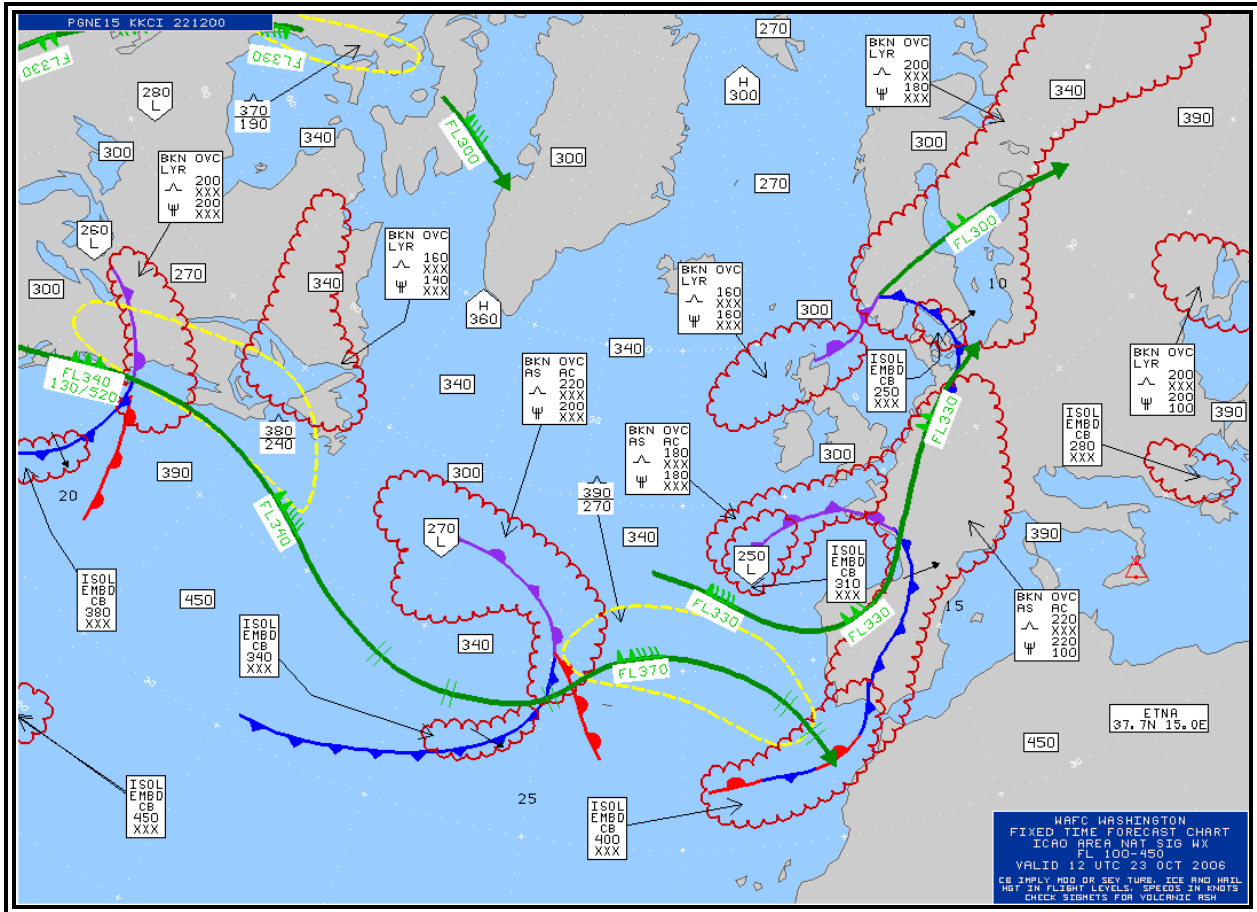 PGNE15 KKCI 221200
270
FL330
FL330
BKN OVC
LYR
200
XXX
180
XXX
280
L
H
300
340
370
190
390
340
300
FL300
300
300
BKN OVC
LYR
200
XXX
200
XXX
270
FL300
260
L
BKN OVC
LYR
160
XXX
140
XXX
270
340
300
BKN OVC
LYR
160
XXX
160
XXX
10
H
360
300
340
FL340
130/520
BKN OVC
AS AC
220
XXX
200
XXX
340
ISOL
EMBD
CB
250
XXX
BKN OVC
LYR
200
XXX
200
100
380
240
FL330
390
ISOL
EMBD
CB
280
XXX
BKN OVC
AS AC
180
XXX
180
XXX
300
390
300
20
390
270
FL340
270
L
340
390
250
L
ISOL
EMBD
CB
310
XXX
ISOL
EMBD
CB
380
XXX
450
FL330
FL330
15
BKN OVC
AS AC
220
XXX
220
100
ISOL
EMBD
CB
340
XXX
340
FL370
30
ETNA
37.7N 15.0E
450
30
ISOL
EMBD
CB
450
XXX
25
ISOL
EMBD
CB
400
XXX
WAFC WASHINGTON
FIXED TIME FORECAST CHART
ICAO AREA NAT SIG WX
FL 100-450
VALID 12 UTC 23 OCT 2006
CB IMPLY MOD OR SEV TURB, ICE AND HAIL
HGT IN FLIGHT LEVELS, SPEEDS IN KNOTS
CHECK SIGMETS FOR VOLCANIC ASH